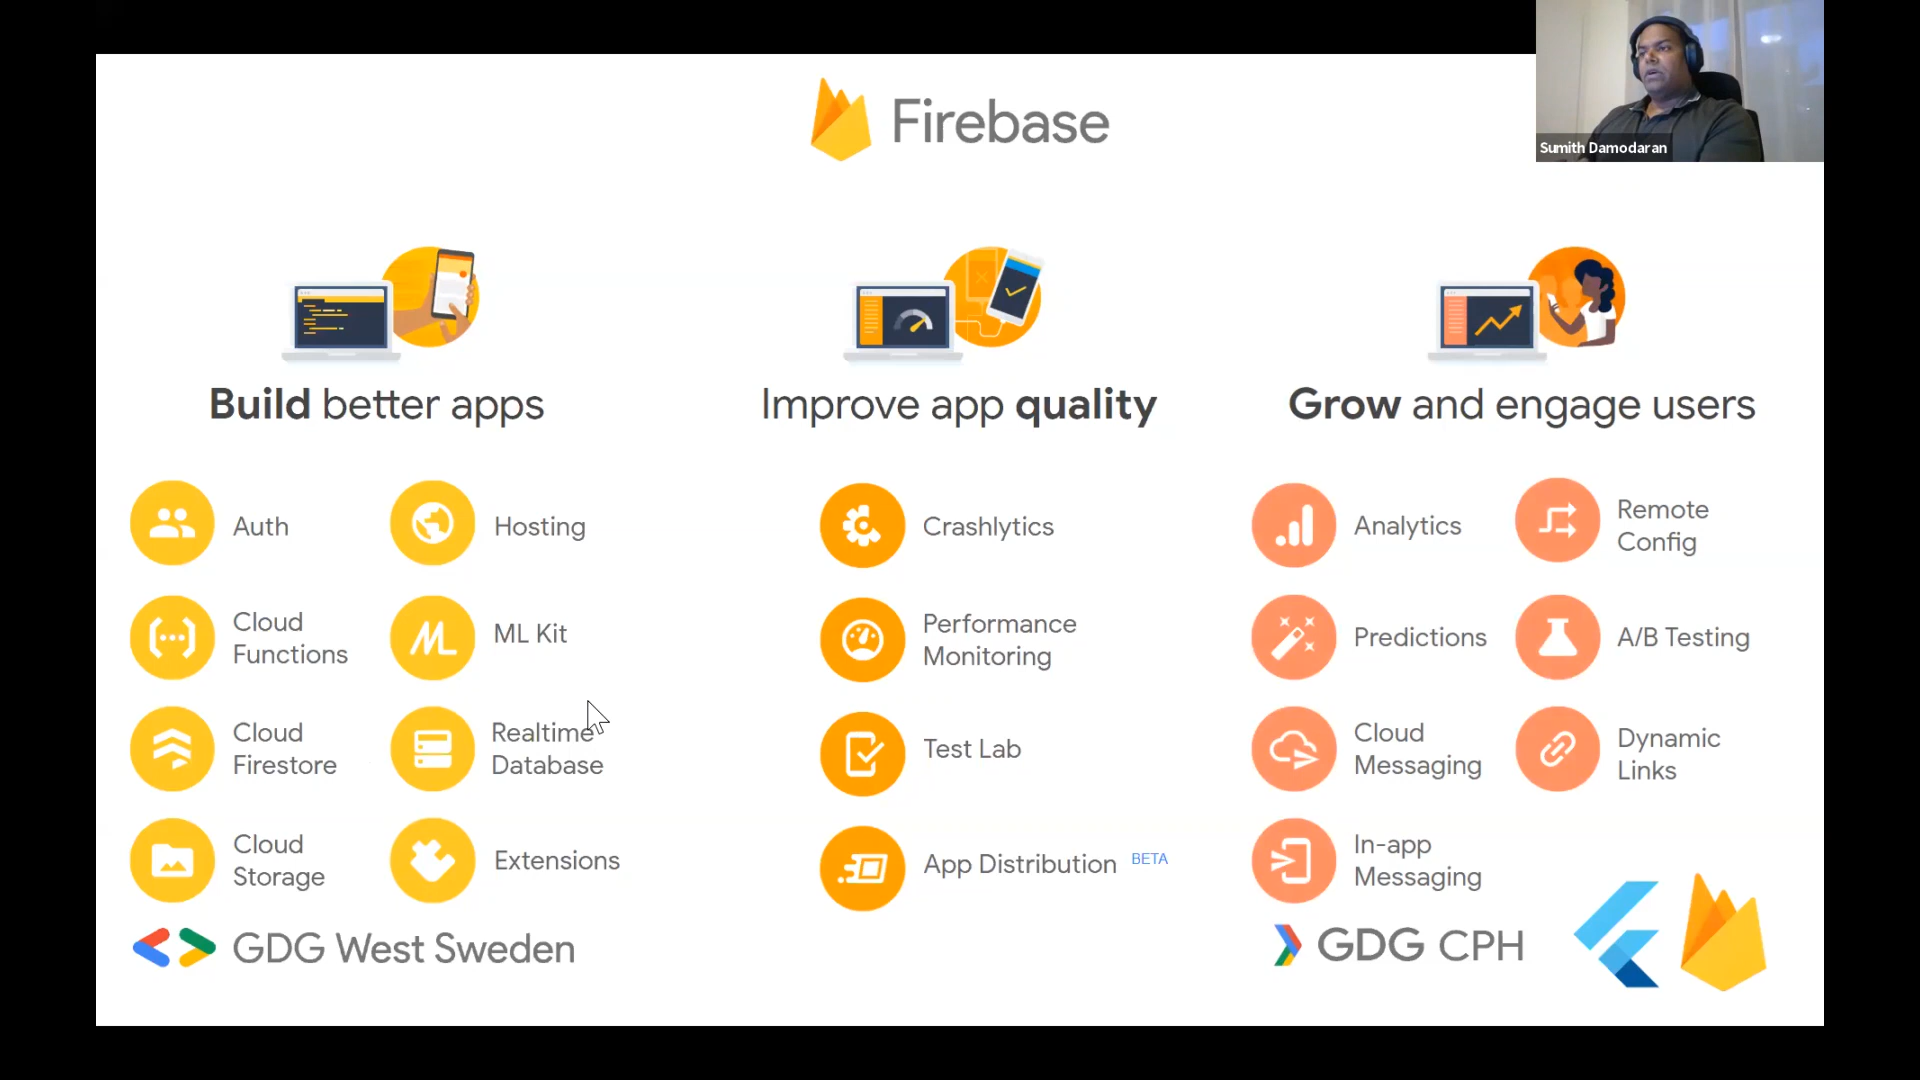 Firebase
Sumith Damodaran
Build better apps
Improve app quality
Grow and engage users
Auth
Hosting
Cloud
Functions
ML Kit
Cloud
Firestore
Realtime
Database
Cloud
Storage
Extensions
Crashlytics
Performance
Monitoring
Test Lab
App Distribution BETA
Analytics
Remote
Config
Predictions
A/B Testing
Cloud
Messaging
Dynamic
Links
In-app
Messaging
GDG West Sweden
GDG CPH